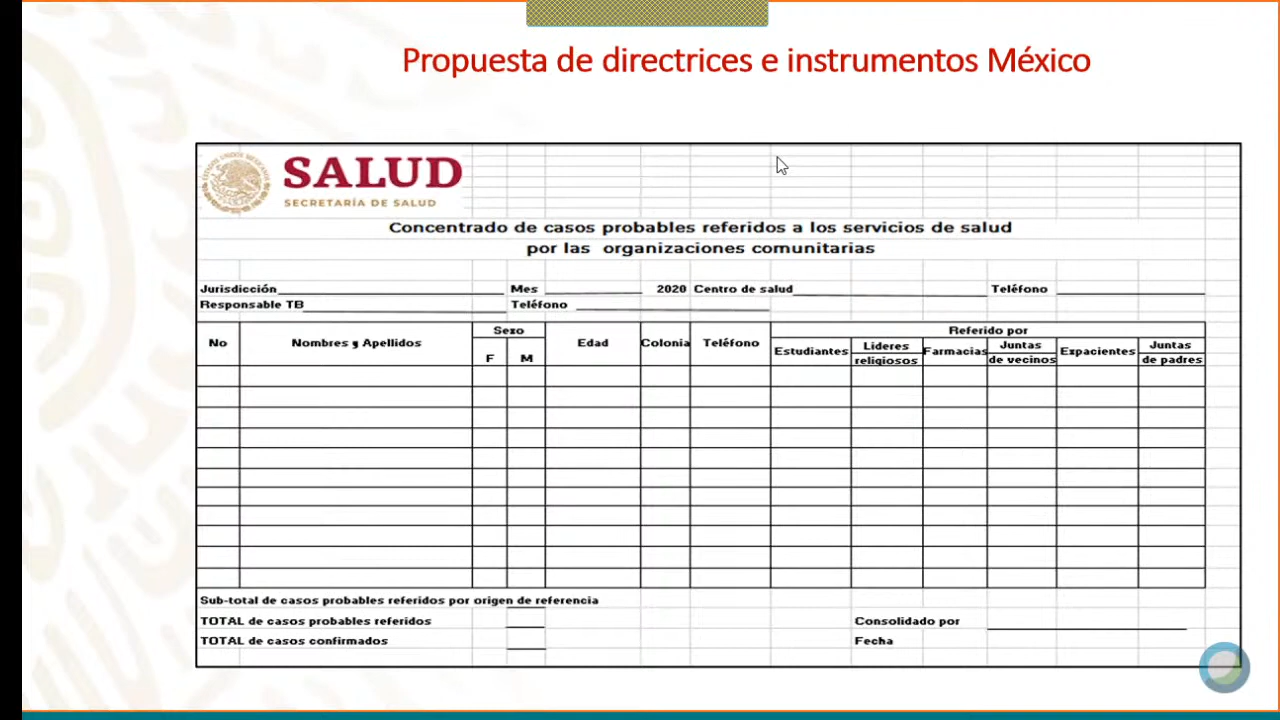 Propuesta de directrices e instrumentos México
SALUD
SECRETARÍA DE SALUD
Concentrado de casos probables referidos a los servicios de salud
por las organizaciones comunitarias
Jurisdicción Mes 2020 Centro de salud Teléfono
Responsable TB Teléfono
No Nombres y Apellidos Sexo F M Edad Colonia Teléfono Referido por
Estudiantes Lideres religiosos Farmacias Juntas de vecinos Expacientes Juntas de padres
Sub-total de casos probables referidos por origen de referencia
TOTAL de casos probables referidos Consolidado por
TOTAL de casos confirmados Fecha